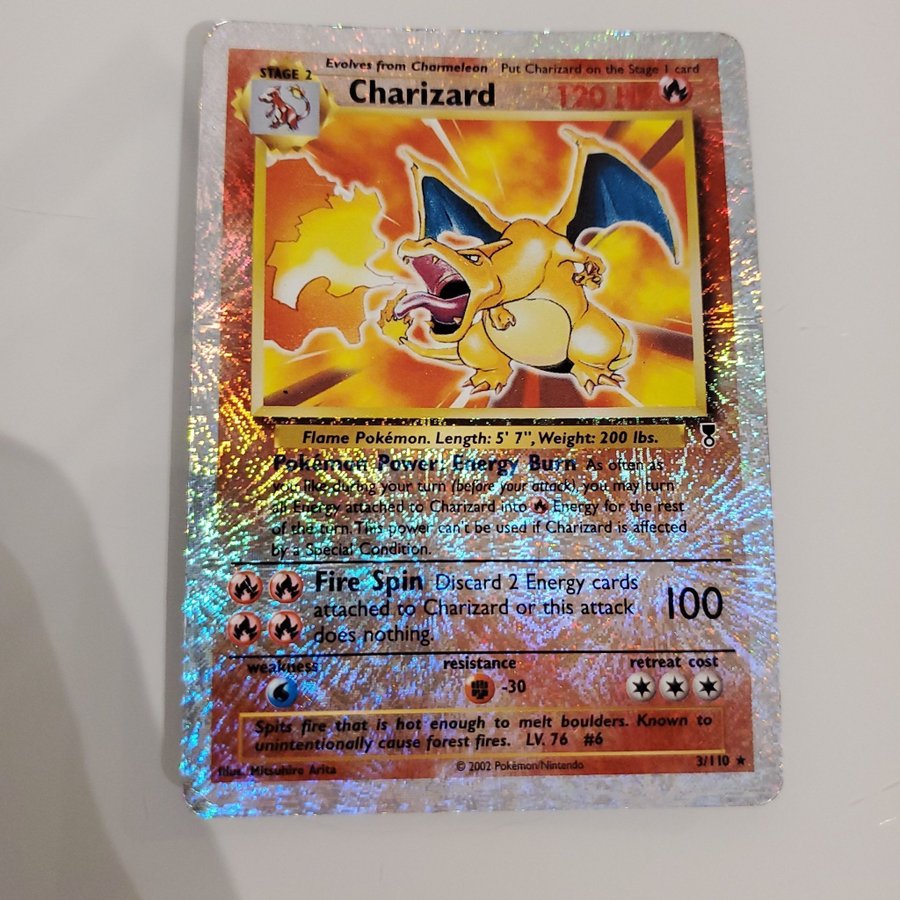 Evolves from Charmeleon Put Charizard on the Stage 1 card
STAGE 2
Charizard 120 HP
Flame Pokémon. Length: 5' 7", Weight: 200 lbs.
Pokémon Power: Energy Burn As often as
you like during your turn (before your attack), you may turn
all Energy attached to Charizard into Energy for the rest
of the turn. This power can't be used if Charizard is affected
by a Special Condition.
Fire Spin Discard 2 Energy cards
attached to Charizard or this attack
does nothing.
100
weakness resistance retreat cost
-30
Spits fire that is hot enough to melt boulders. Known to
unintentionally cause forest fires. LV. 76 #6
Illus. Mitsuhiro Arita © 2002 Pokémon/Nintendo 3/110 ★